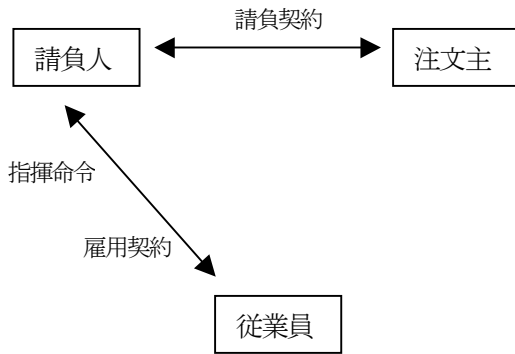 請負契約
請負人
注文主
指揮命令
雇用契約
従業員